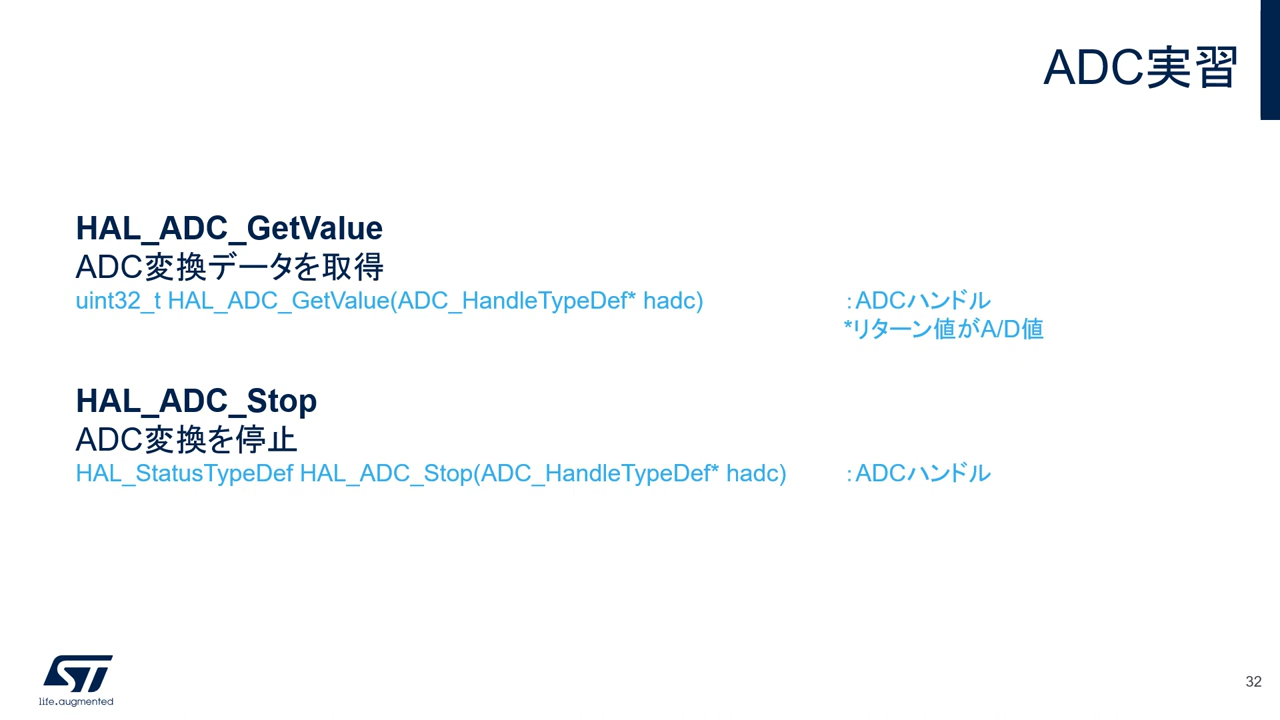 ADC実習
HAL_ADC_GetValue
ADC変換データを取得
uint32_t HAL_ADC_GetValue(ADC_HandleTypeDef* hadc) :ADCハンドル
*リターン値がA/D値
HAL_ADC_Stop
ADC変換を停止
HAL_StatusTypeDef HAL_ADC_Stop(ADC_HandleTypeDef* hadc) :ADCハンドル
ST
life.augmented
32